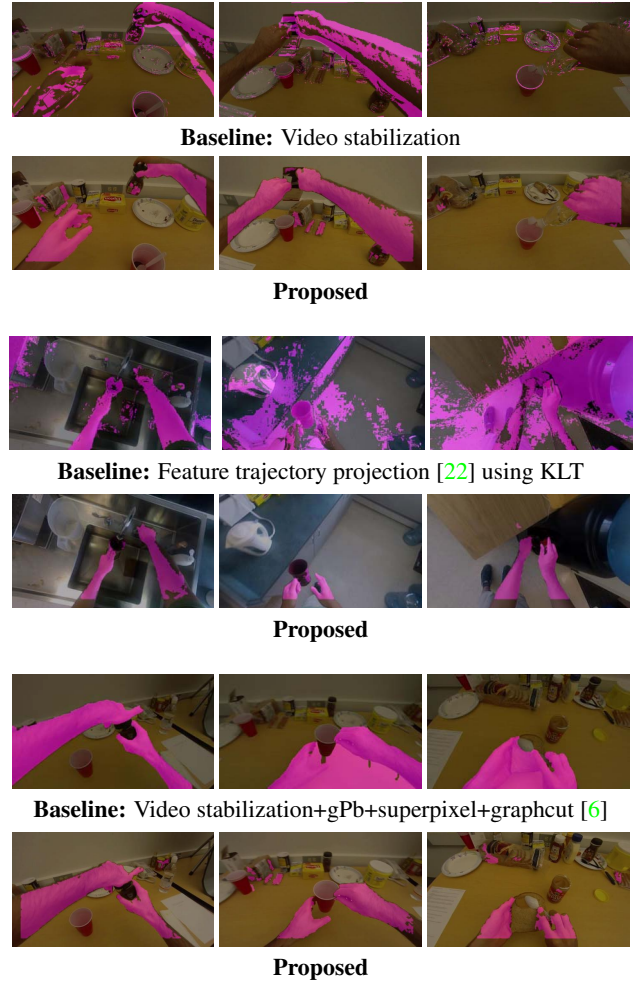 Baseline: Video stabilization
Proposed
Baseline: Feature trajectory projection [22] using KLT
Proposed
Baseline: Video stabilization+gPb+superpixel+graphcut [6]
Proposed